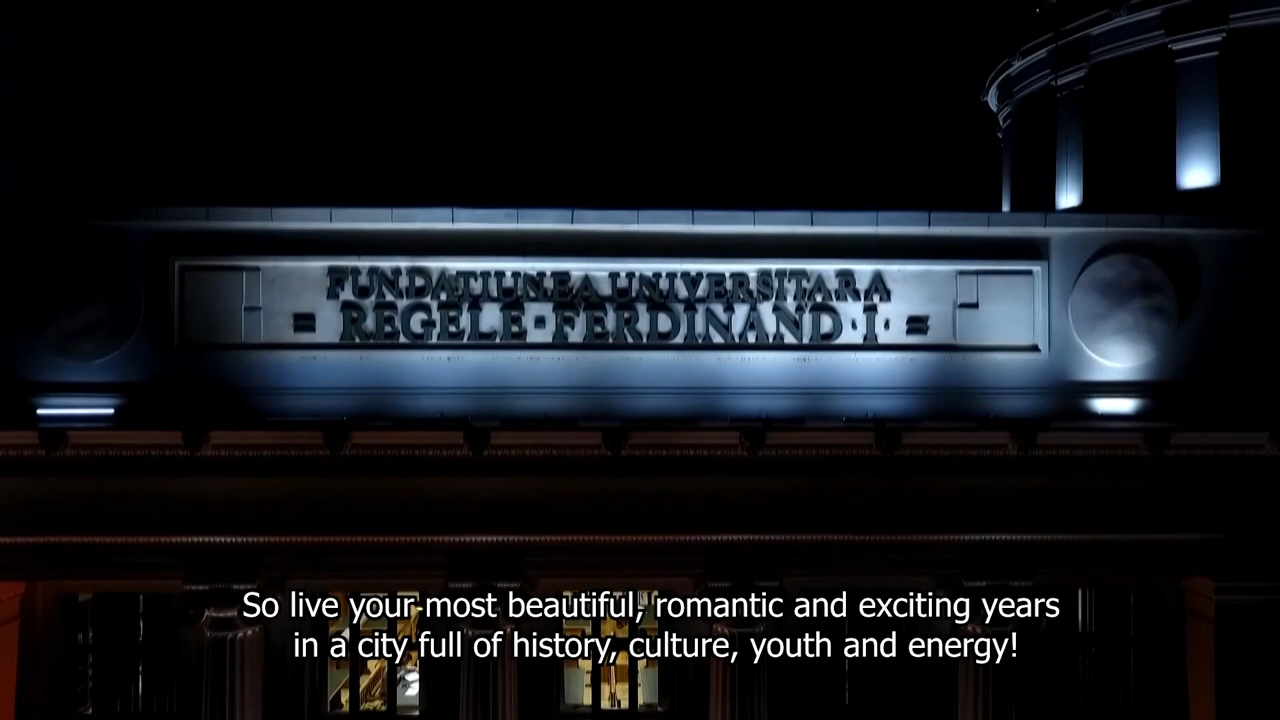 FUNDATIUNEA UNIVERSITARA
= REGELE · FERDINAND · I · =
So live your most beautiful, romantic and exciting years
in a city full of history, culture, youth and energy!